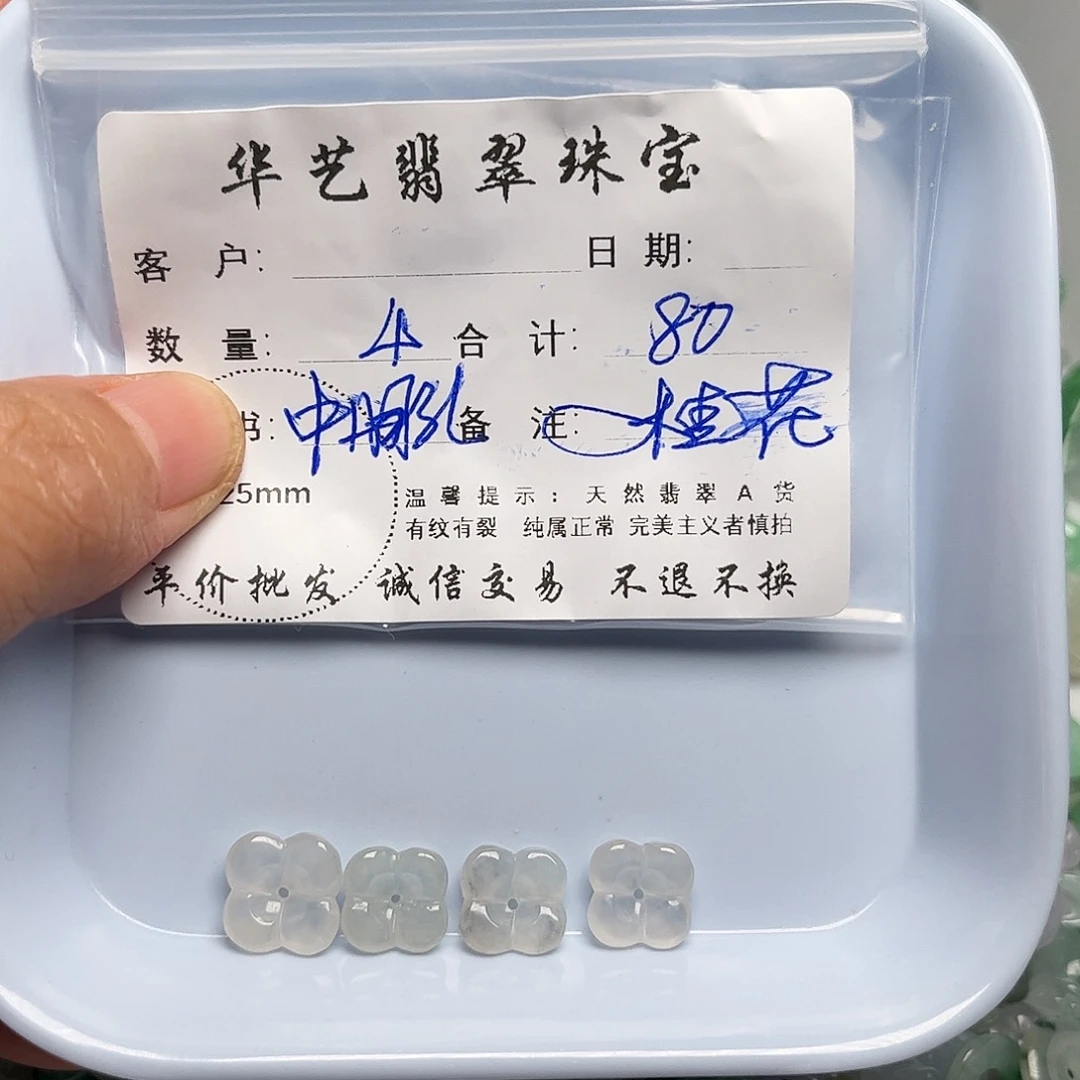 华艺翡翠珠宝
客 户： 日 期：
数 量： 4 合 计： 80
书： 中 孔 备 注： 桂花
25mm
温馨提示：天然翡翠A货
有纹有裂 纯属正常 完美主义者慎拍
平价批发 诚信交易 不退不换